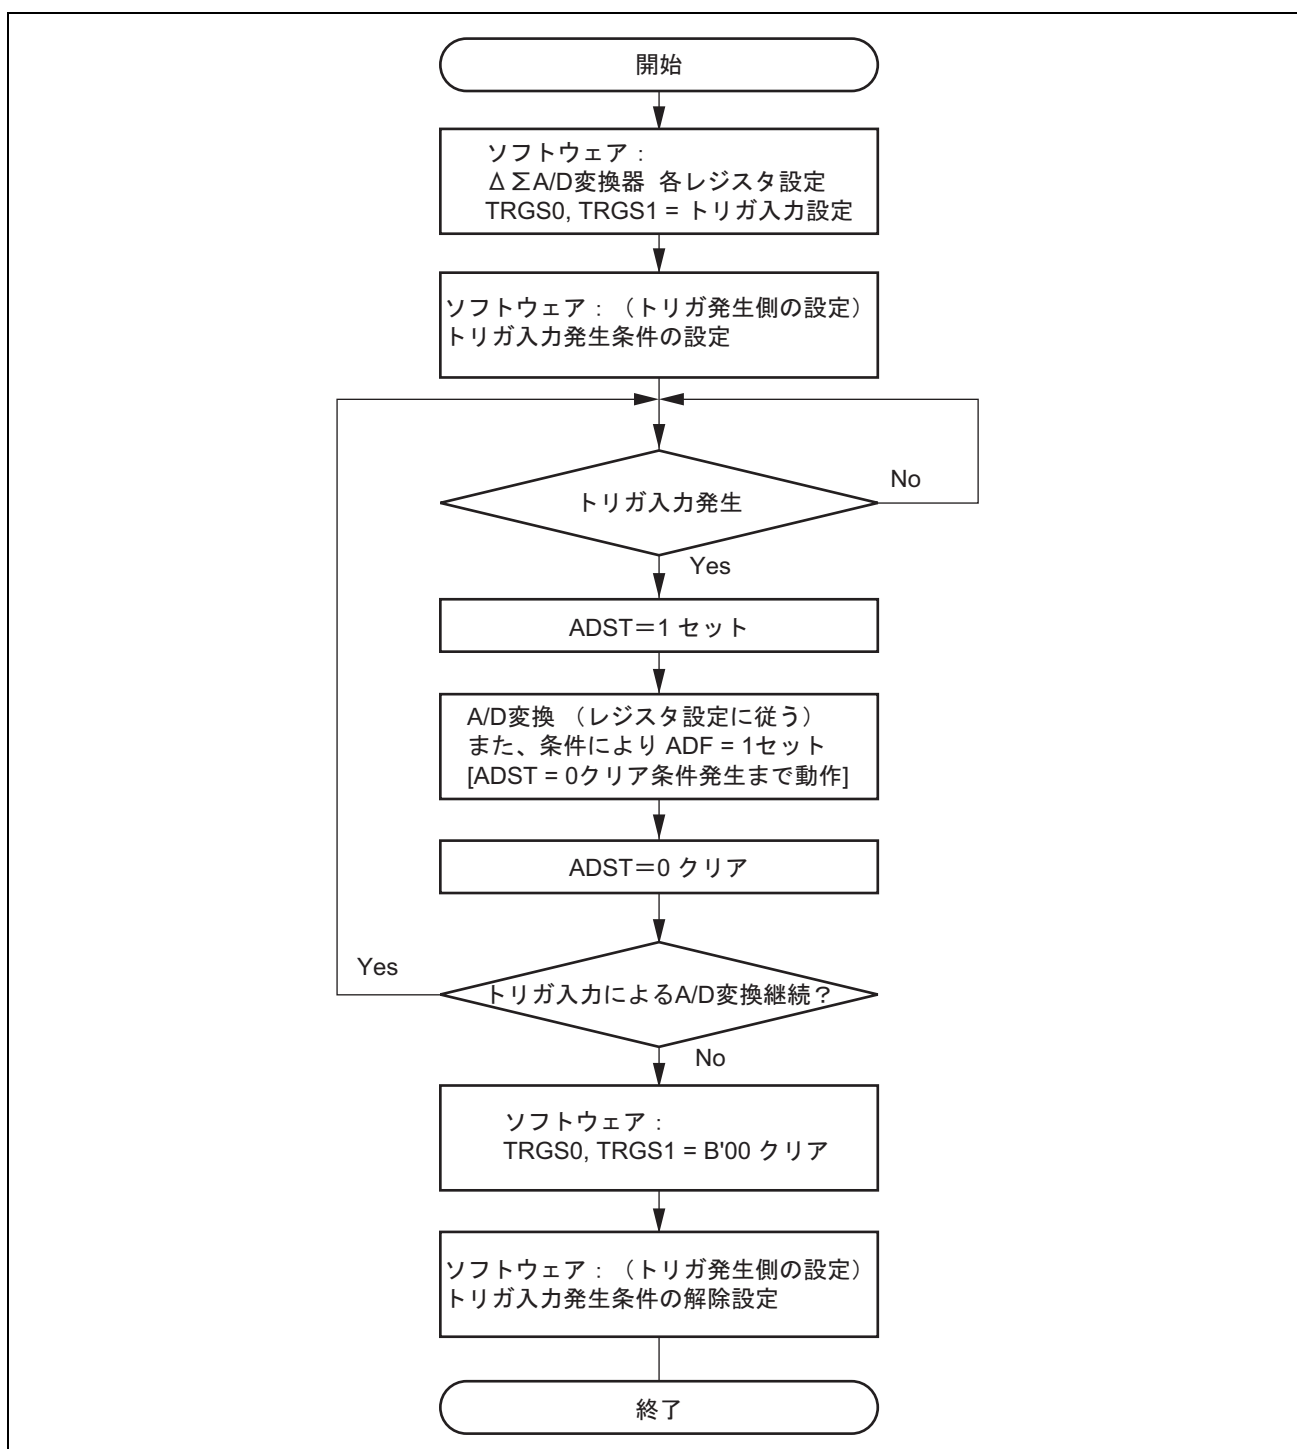 開始
ソフトウェア：
ΔΣA/D変換器 各レジスタ設定
TRGS0, TRGS1 = トリガ入力設定
ソフトウェア：（トリガ発生側の設定）
トリガ入力発生条件の設定
トリガ入力発生
No
Yes
ADST＝1 セット
A/D変換 （レジスタ設定に従う）
また、条件により ADF = 1セット
[ADST = 0クリア条件発生まで動作]
ADST＝0 クリア
Yes
トリガ入力によるA/D変換継続？
No
ソフトウェア：
TRGS0, TRGS1 = B'00 クリア
ソフトウェア：（トリガ発生側の設定）
トリガ入力発生条件の解除設定
終了